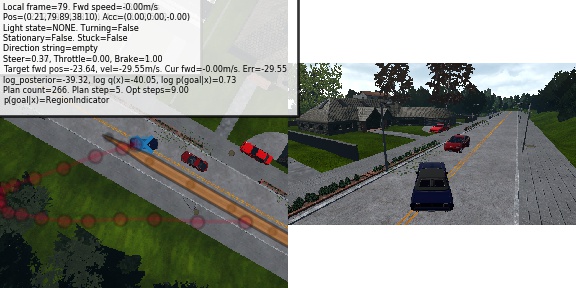 Local frame=79. Fwd speed=-0.00m/s
Pos=(0.21,79.89,38.10). Acc=(0.00,0.00,-0.00)
Light state=NONE. Turning=False
Stationary=False. Stuck=False
Direction string=empty
Steer=0.37, Throttle=0.00, Brake=1.00
Target fwd pos=-23.64, vel=-29.55m/s. Cur fwd=-0.00m/s. Err=-29.55
log_posterior=-39.32, log q(x)=-40.05, log p(goal|x)=0.73
Plan count=266. Plan step=5. Opt steps=9.00
p(goal|x)=RegionIndicator